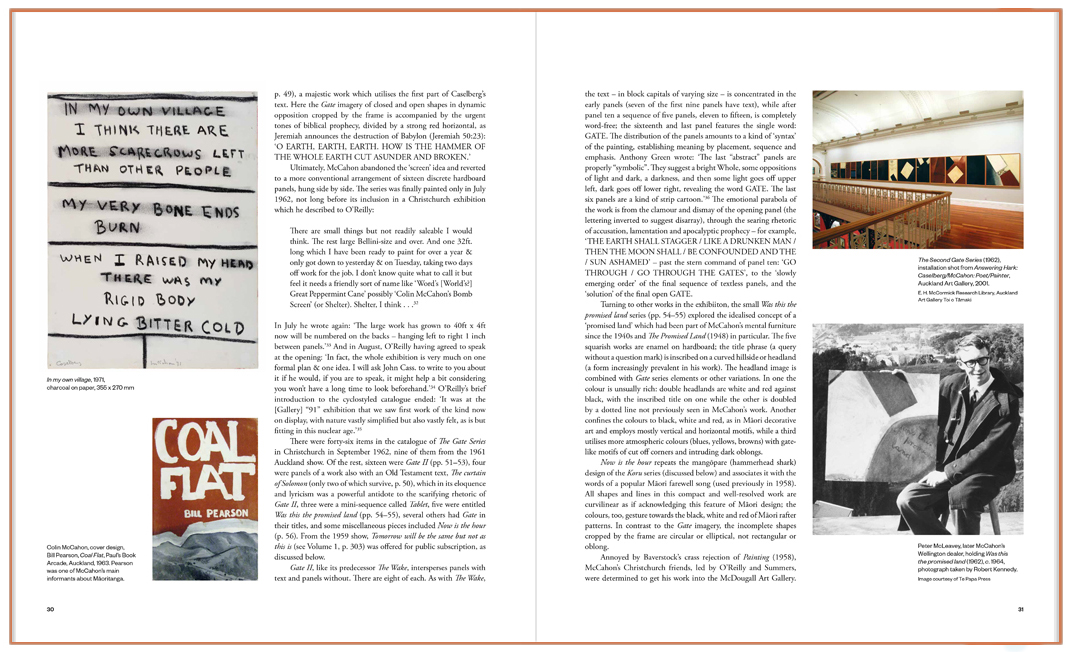 IN MY OWN VILLAGE
I THINK THERE ARE
MORE SCARECROWS LEFT
THAN OTHER PEOPLE
MY VERY BONE ENDS
BURN
WHEN I RAISED MY HEAD
THERE WAS MY
RIGID BODY
LYING BITTER COLD
In my own village, 1971,
charcoal on paper, 355 x 270 mm
COAL
FLAT
BILL PEARSON
Colin McCahon, cover design,
Bill Pearson, Coal Flat, Paul's Book
Arcade, Auckland, 1963. Pearson
was one of McCahon's main
informants about Māoritanga.
30
p. 49), a majestic work which utilises the first part of Caselberg's
text. Here the Gate imagery of closed and open shapes in dynamic
opposition cropped by the frame is accompanied by the urgent
tones of biblical prophecy, divided by a strong red horizontal, as
Jeremiah announces the destruction of Babylon (Jeremiah 50:23):
'O EARTH. EARTH. EARTH. HOW IS THE HAMMER OF
THE WHOLE EARTH CUT ASUNDER AND BROKEN.'
Ultimately, McCahon abandoned the 'screen' idea and reverted
to a more conventional arrangement of sixteen discrete hardboard
panels, hung side by side. The series was finally painted only in July
1962, not long before its inclusion in a Christchurch exhibition
which he described to O'Reilly:
There are small things but not readily saleable I would
think. The rest large Bellini-size and over. And one 32ft.
long which I have been ready to paint for over a year &
only got down to yesterday & on Tuesday, taking two days
off work for the job. I don't know quite what to call it but
feel it needs a friendly sort of name like 'Word's [World's?]
Great Peppermint Cane' possibly 'Colin McCahon's Bomb
Screen' (or Shelter). Shelter, I think . . .³²
In July he wrote again: 'The large work has grown to 40ft x 4ft
now will be numbered on the backs – hanging left to right 1 inch
between panels.'³³ And in August, O'Reilly having agreed to speak
at the opening: 'In fact, the whole exhibition is very much on one
formal plan & one idea. I will ask John Cass. to write to you about
it if he would, if you are to speak, it might help a bit considering
you won't have a long time to look beforehand.'³⁴ O'Reilly's brief
introduction to the cyclostyled catalogue ended: 'It was at the
[Gallery] "91" exhibition that we saw first work of the kind now
on display, with nature vastly simplified but also vastly felt, as is but
fitting in this nuclear age.'³⁵
There were forty-six items in the catalogue of The Gate Series
in Christchurch in September 1962, nine of them from the 1961
Auckland show. Of the rest, sixteen were Gate II (pp. 51–53), four
were panels of a work also with an Old Testament text, The curtain
of Solomon (only two of which survive, p. 50), which in its eloquence
and lyricism was a powerful antidote to the scarifying rhetoric of
Gate II, three were a mini-sequence called Tablet, five were entitled
Was this the promised land (pp. 54–55), several others had Gate in
their titles, and some miscellaneous pieces included Now is the hour
(p. 56). From the 1959 show, Tomorrow will be the same but not as
this is (see Volume 1, p. 303) was offered for public subscription, as
discussed below.
Gate II, like its predecessor The Wake, intersperses panels with
text and panels without. There are eight of each. As with The Wake,
the text – in block capitals of varying size – is concentrated in the
early panels (seven of the first nine panels have text), while after
panel ten a sequence of five panels, eleven to fifteen, is completely
word-free; the sixteenth and last panel features the single word:
GATE. The distribution of the panels amounts to a kind of 'syntax'
of the painting, establishing meaning by placement, sequence and
emphasis. Anthony Green wrote: 'The last "abstract" panels are
properly "symbolic". They suggest a bright Whole, some oppositions
of light and dark, a darkness, and then some light goes off upper
left, dark goes off lower right, revealing the word GATE. The last
six panels are a kind of strip cartoon.'³⁶ The emotional parabola of
the work is from the clamour and dismay of the opening panel (the
lettering inverted to suggest disarray), through the searing rhetoric
of accusation, lamentation and apocalyptic prophecy – for example,
'THE EARTH SHALL STAGGER / LIKE A DRUNKEN MAN /
THEN THE MOON SHALL / BE CONFOUNDED AND THE
/ SUN ASHAMED' – past the stern command of panel ten: 'GO
THROUGH / GO THROUGH THE GATES', to the 'slowly
emerging order' of the final sequence of textless panels, and the
'solution' of the final open GATE.
Turning to other works in the exhibiiton, the small Was this the
promised land series (pp. 54–55) explored the idealised concept of a
'promised land' which had been part of McCahon's mental furniture
since the 1940s and The Promised Land (1948) in particular. The five
squarish works are enamel on hardboard; the title phrase (a query
without a question mark) is inscribed on a curved hillside or headland
(a form increasingly prevalent in his work). The headland image is
combined with Gate series elements or other variations. In one the
colour is unusually rich: double headlands are white and red against
black, with the inscribed title on one while the other is doubled
by a dotted line not previously seen in McCahon's work. Another
confines the colours to black, white and red, as in Māori decorative
art and employs mostly vertical and horizontal motifs, while a third
utilises more atmospheric colours (blues, yellows, browns) with gate-
like motifs of cut off corners and intruding dark oblongs.
Now is the hour repeats the mangōpare (hammerhead shark)
design of the Koru series (discussed below) and associates it with the
words of a popular Māori farewell song (used previously in 1958).
All shapes and lines in this compact and well-resolved work are
curvilinear as if acknowledging this feature of Māori design; the
colours, too, gesture towards the black, white and red of Māori rafter
patterns. In contrast to the Gate imagery, the incomplete shapes
cropped by the frame are circular or elliptical, not rectangular or
oblong.
Annoyed by Baverstock's crass rejection of Painting (1958),
McCahon's Christchurch friends, led by O'Reilly and Summers,
were determined to get his work into the McDougall Art Gallery.
The Second Gate Series (1962),
installation shot from Answering Hark:
Caselberg/McCahon: Poet/Painter,
Auckland Art Gallery, 2001.
E. H. McCormick Research Library, Auckland
Art Gallery Toi o Tāmaki
Peter McLeavey, later McCahon's
Wellington dealer, holding Was this
the promised land (1962), c. 1964,
photograph taken by Robert Kennedy.
Image courtesy of Te Papa Press
31